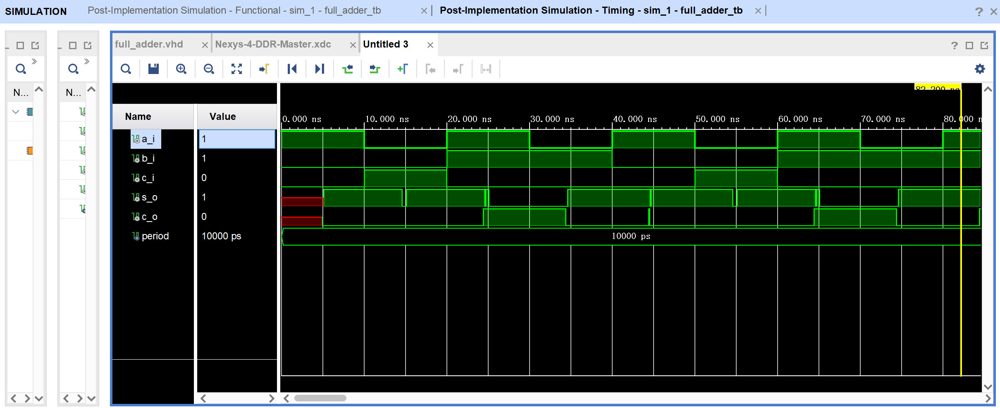 SIMULATION
Post-Implementation Simulation - Functional - sim_1 - full_adder_tb
Post-Implementation Simulation - Timing - sim_1 - full_adder_tb
full_adder.vhd
Nexys-4-DDR-Master.xdc
Untitled 3
N...
N...
82.200 ns
Name
Value
0.000 ns
10.000 ns
20.000 ns
30.000 ns
40.000 ns
50.000 ns
60.000 ns
70.000 ns
80.000 n
a_i
1
b_i
1
c_i
0
s_o
1
c_o
0
period
10000 ps
10000 ps